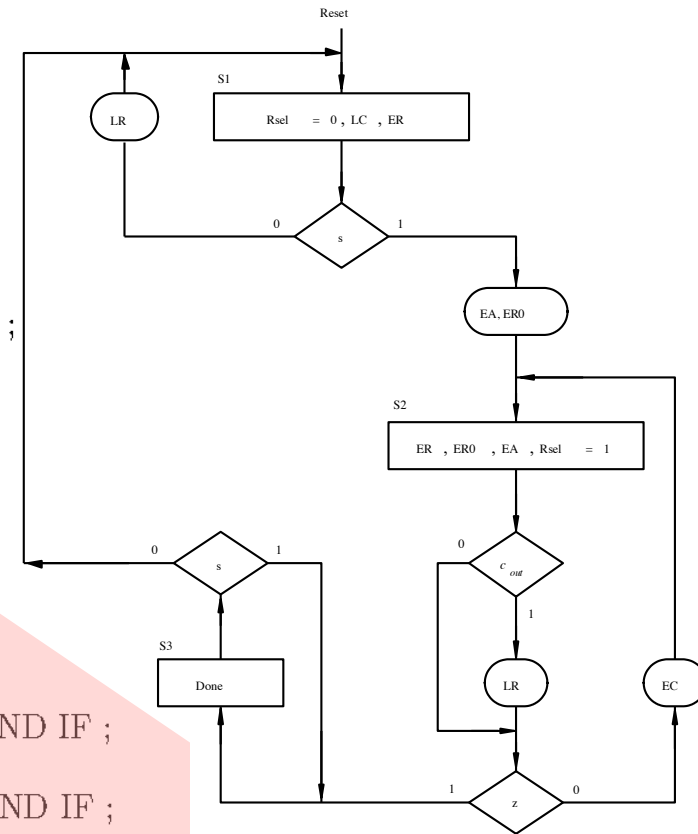 Reset
S1
LR
Rsel = 0 , LC , ER
0
s
1
EA, ER0
;
S2
ER , ER0 , EA , Rsel = 1
0
s
1
0
c out
1
S3
Done
LR
EC
ND IF ;
1
z
0
ND IF ;